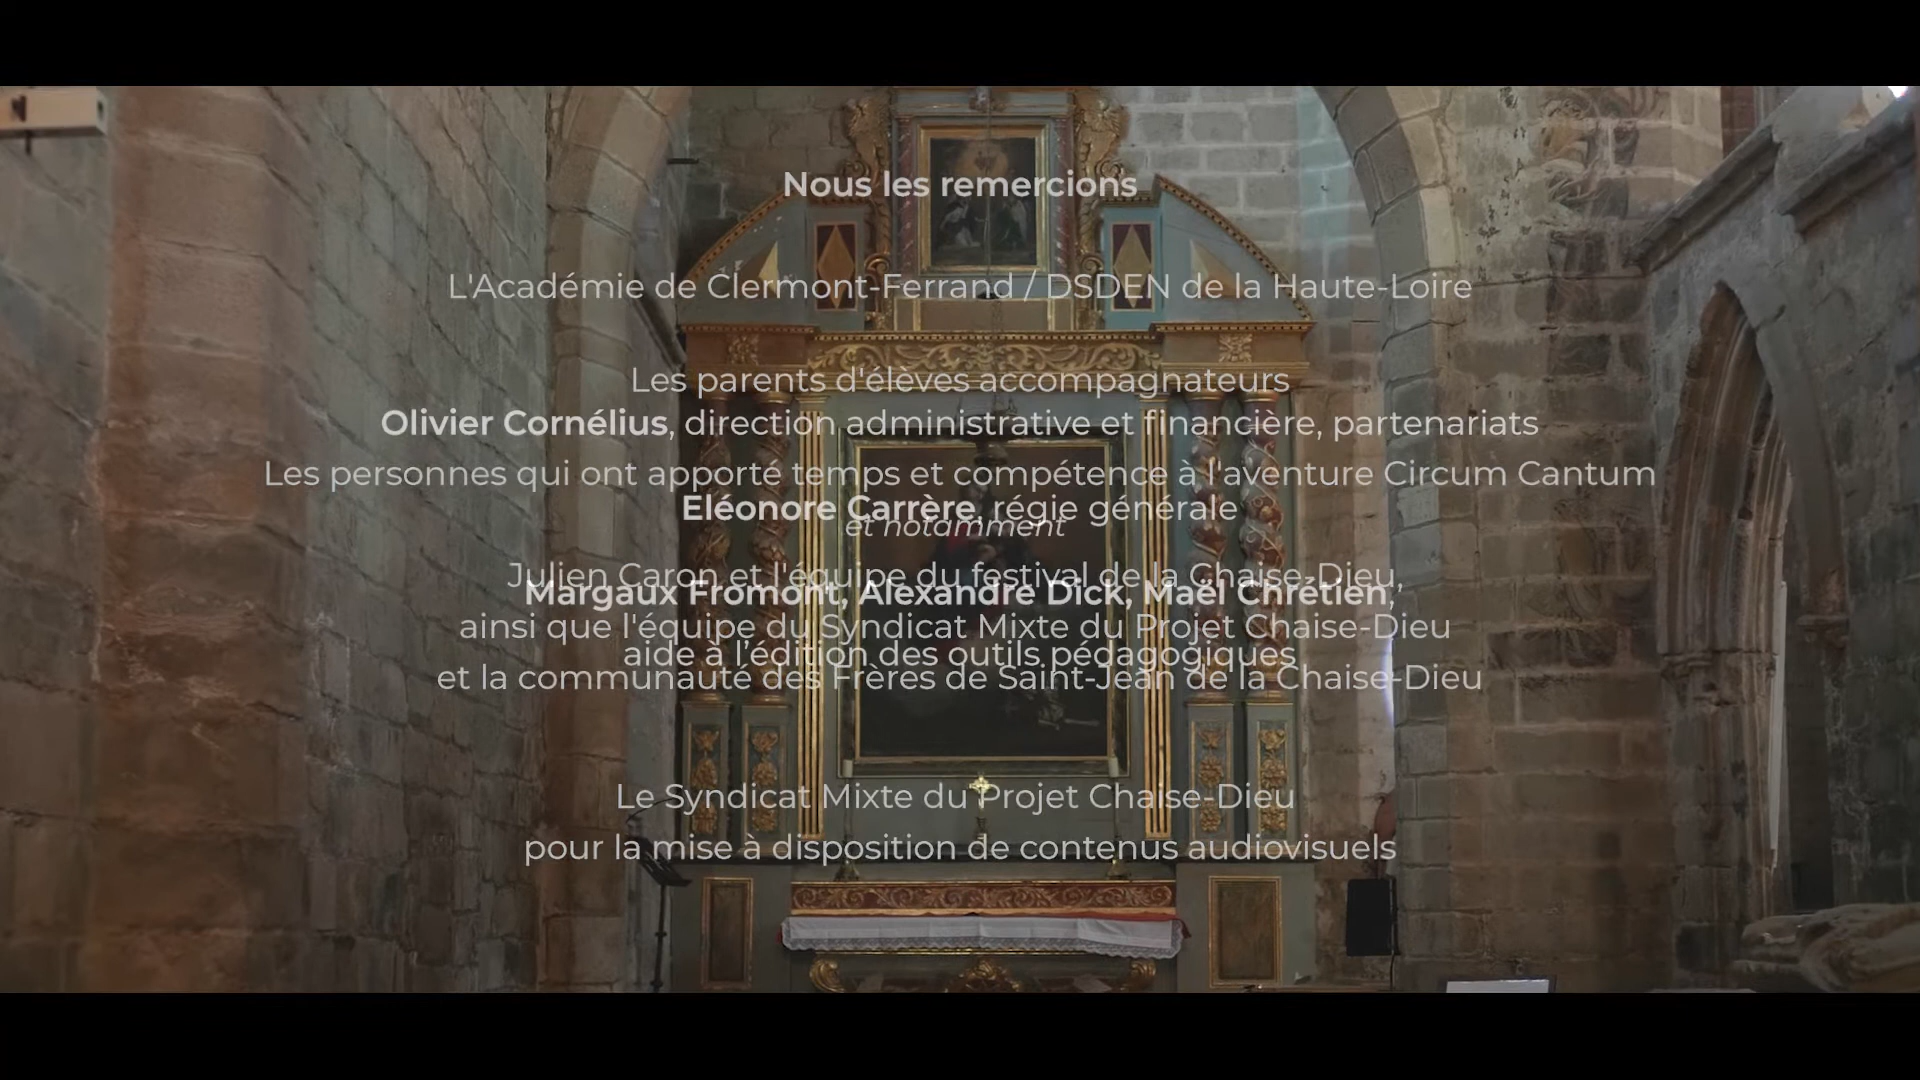 Nous les remercions
L'Académie de Clermont-Ferrand / DSDEN de la Haute-Loire
Les parents d'élèves accompagnateurs
Olivier Cornélius, direction administrative et financière, partenariats
Les personnes qui ont apporté temps et compétence à l'aventure Circum Cantum
Eléonore Carrère, régie générale
et notamment
Julien Caron et l'équipe du festival de la Chaise-Dieu,
Margaux Fromont, Alexandre Dick, Maël Chrétien,
ainsi que l'équipe du Syndicat Mixte du Projet Chaise-Dieu
aide à l'édition des outils pédagogiques
et la communauté des Frères de Saint-Jean de la Chaise-Dieu
Le Syndicat Mixte du Projet Chaise-Dieu
pour la mise à disposition de contenus audiovisuels